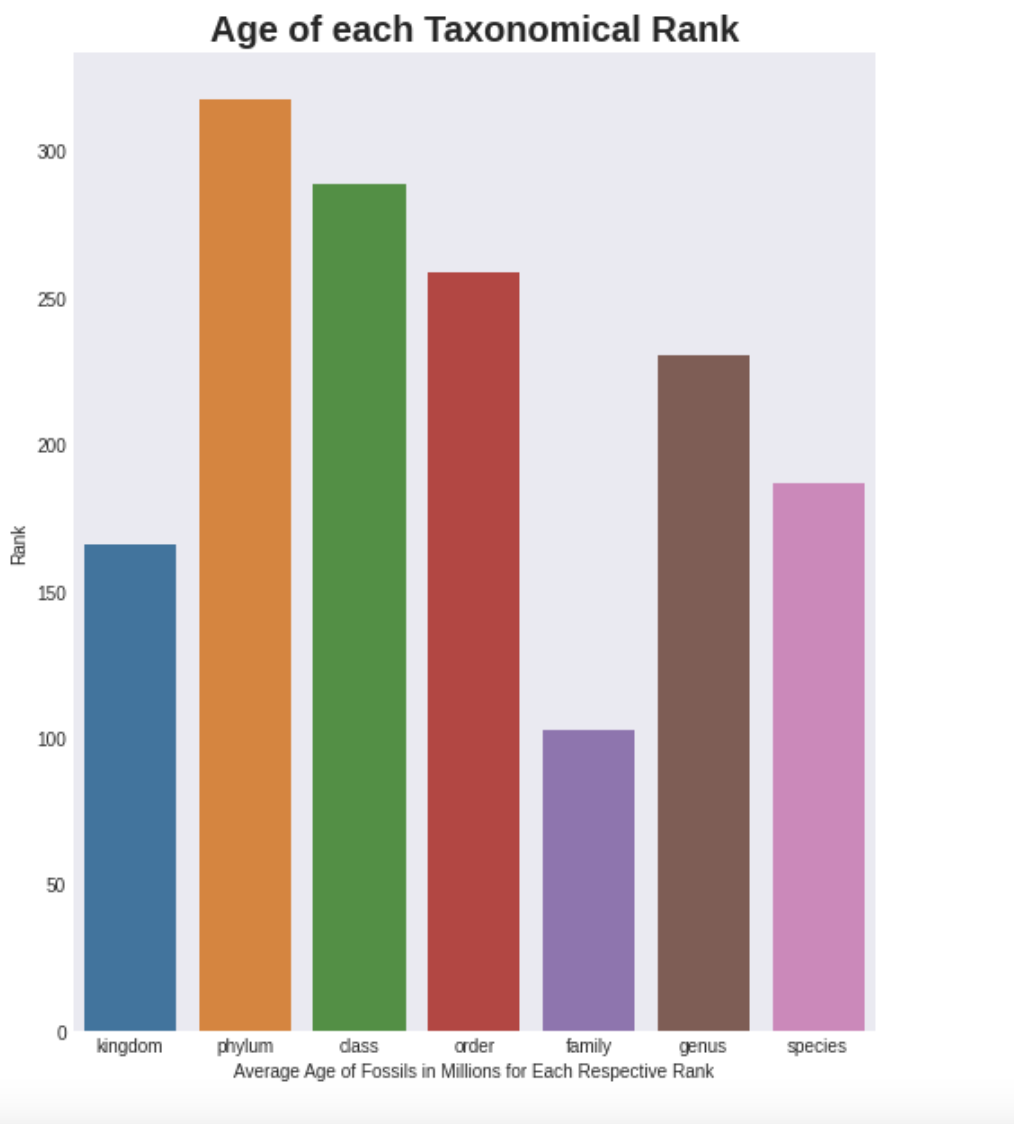 Age of each Taxonomical Rank
300
250
200
150
100
50
0
Rank
kingdom phylum class order family genus species
Average Age of Fossils in Millions for Each Respective Rank